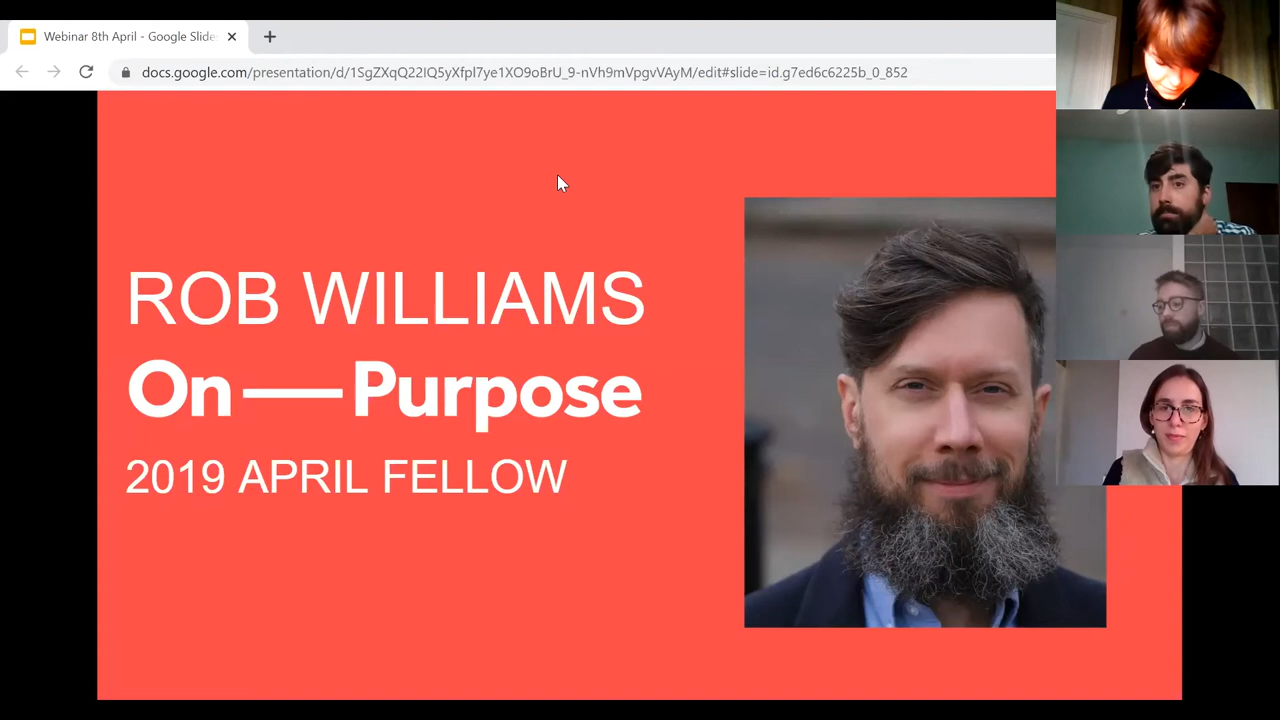 Webinar 8th April - Google Slide
docs.google.com/presentation/d/1SgZXqQ22IQ5yXfpI7ye1XO9oBrU_9-nVh9mVpgvVAyM/edit#slide=id.g7ed6c6225b_0_852
ROB WILLIAMS
On—Purpose
2019 APRIL FELLOW